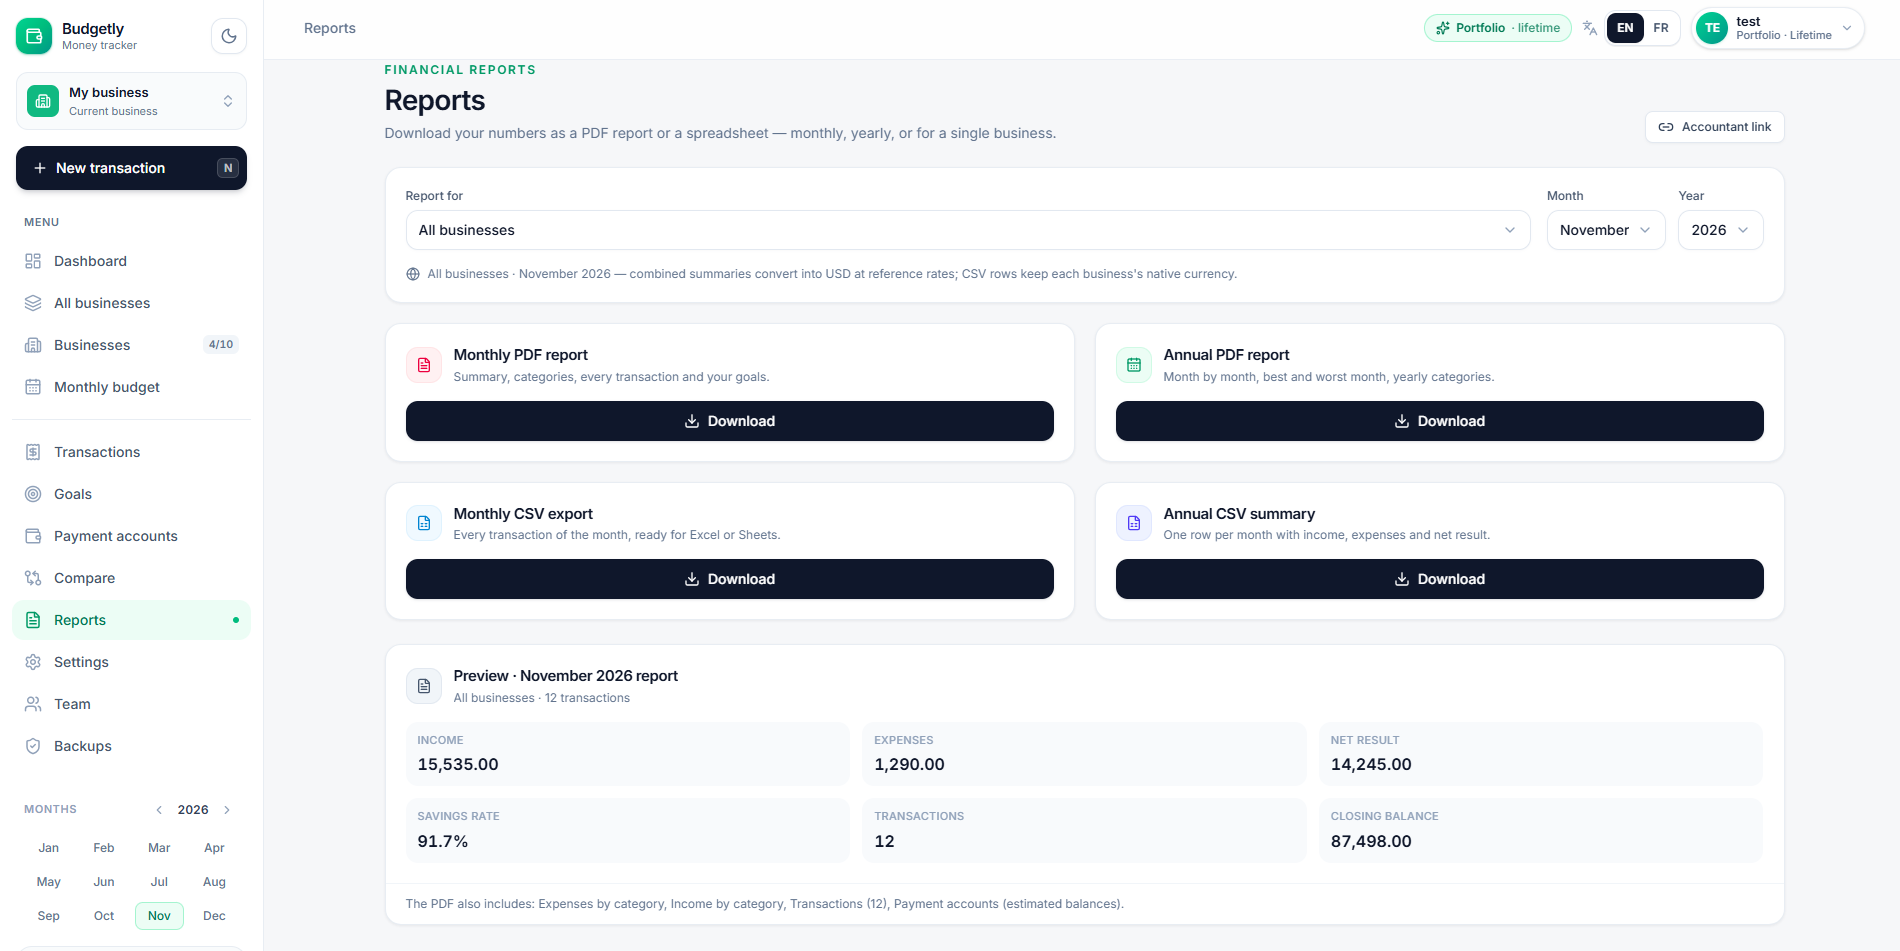 Budgetly
Money tracker
My business
Current business
New transaction
N
MENU
Dashboard
All businesses
Businesses
4/10
Monthly budget
Transactions
Goals
Payment accounts
Compare
Reports
Settings
Team
Backups
MONTHS
2026
Jan Feb Mar Apr
May Jun Jul Aug
Sep Oct Nov Dec
Reports
Portfolio · lifetime
EN FR
TE
test
Portfolio · Lifetime
FINANCIAL REPORTS
Reports
Download your numbers as a PDF report or a spreadsheet — monthly, yearly, or for a single business.
Accountant link
Report for
All businesses
Month
November
Year
2026
All businesses · November 2026 — combined summaries convert into USD at reference rates; CSV rows keep each business's native currency.
Monthly PDF report
Summary, categories, every transaction and your goals.
Download
Annual PDF report
Month by month, best and worst month, yearly categories.
Download
Monthly CSV export
Every transaction of the month, ready for Excel or Sheets.
Download
Annual CSV summary
One row per month with income, expenses and net result.
Download
Preview · November 2026 report
All businesses · 12 transactions
INCOME
15,535.00
EXPENSES
1,290.00
NET RESULT
14,245.00
SAVINGS RATE
91.7%
TRANSACTIONS
12
CLOSING BALANCE
87,498.00
The PDF also includes: Expenses by category, Income by category, Transactions (12), Payment accounts (estimated balances).